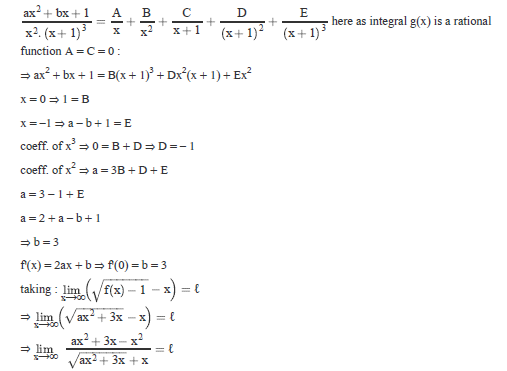 (ax² + bx + 1)/(x². (x + 1)³) = A/x + B/x² + C/(x + 1) + D/(x + 1)² + E/(x + 1)³ here as integral g(x) is a rational
function A = C = 0 :
⇒ ax² + bx + 1 = B(x + 1)³ + Dx²(x + 1) + Ex²
x = 0 ⇒ 1 = B
x = −1 ⇒ a − b + 1 = E
coeff. of x³ ⇒ 0 = B + D ⇒ D = − 1
coeff. of x² ⇒ a = 3B + D + E
a = 3 − 1 + E
a = 2 + a − b + 1
⇒ b = 3
f'(x) = 2ax + b ⇒ f'(0) = b = 3
taking : lim x→∞ (√(f(x) − 1) − x) = ℓ
⇒ lim x→∞ (√(ax² + 3x) − x) = ℓ
⇒ lim x→∞ (ax² + 3x − x²)/(√(ax² + 3x) + x) = ℓ